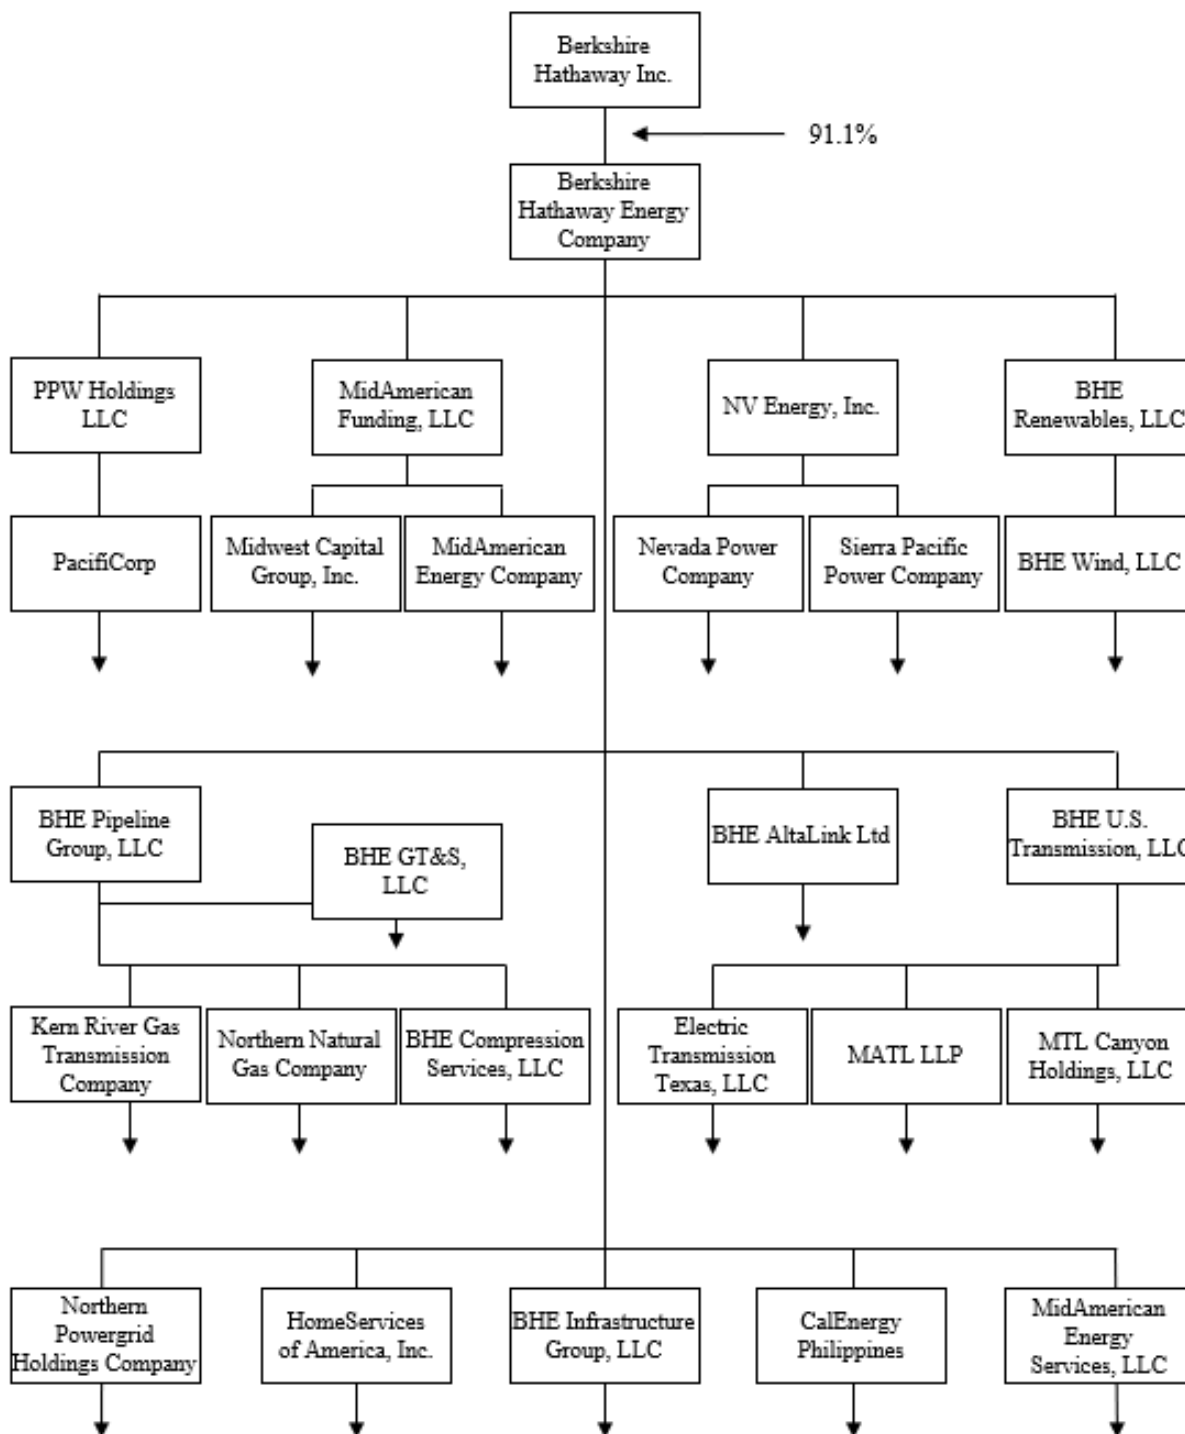 Berkshire
Hathaway Inc.
91.1%
Berkshire
Hathaway Energy
Company
PPW Holdings
LLC
MidAmerican
Funding, LLC
NV Energy, Inc.
BHE
Renewables, LLC
PacifiCorp
Midwest Capital
Group, Inc.
MidAmerican
Energy Company
Nevada Power
Company
Sierra Pacific
Power Company
BHE Wind, LLC
BHE Pipeline
Group, LLC
BHE GT&S,
LLC
BHE AltaLink Ltd
BHE U.S.
Transmission, LLC
Kern River Gas
Transmission
Company
Northern Natural
Gas Company
BHE Compression
Services, LLC
Electric
Transmission
Texas, LLC
MATL LLP
MTL Canyon
Holdings, LLC
Northern
Powergrid
Holdings Company
HomeServices
of America, Inc.
BHE Infrastructure
Group, LLC
CalEnergy
Philippines
MidAmerican
Energy
Services, LLC